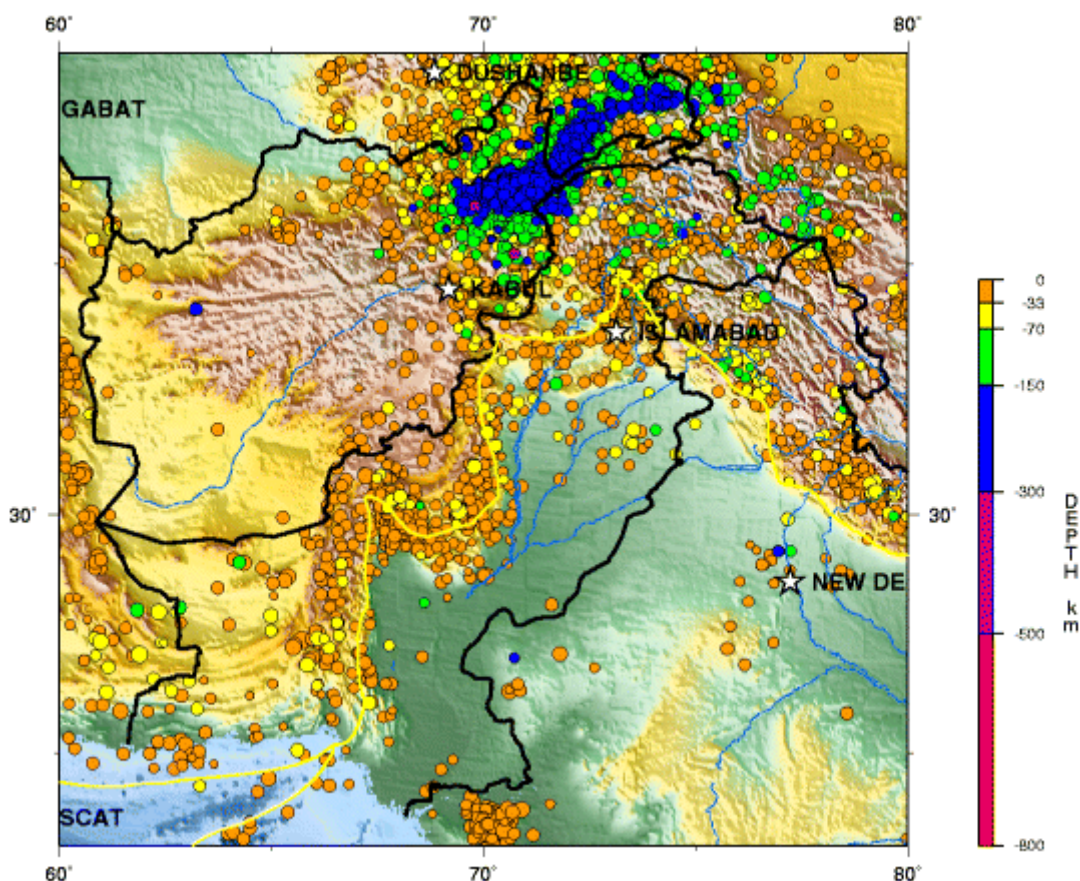 60° 70° 80°
DUSHANBE
GABAT
KABUL
ISLAMABAD
30° 30°
NEW DE
SCAT
60° 70° 80°
0
-33
-70
-150
-300
-500
-800
DEPTH km